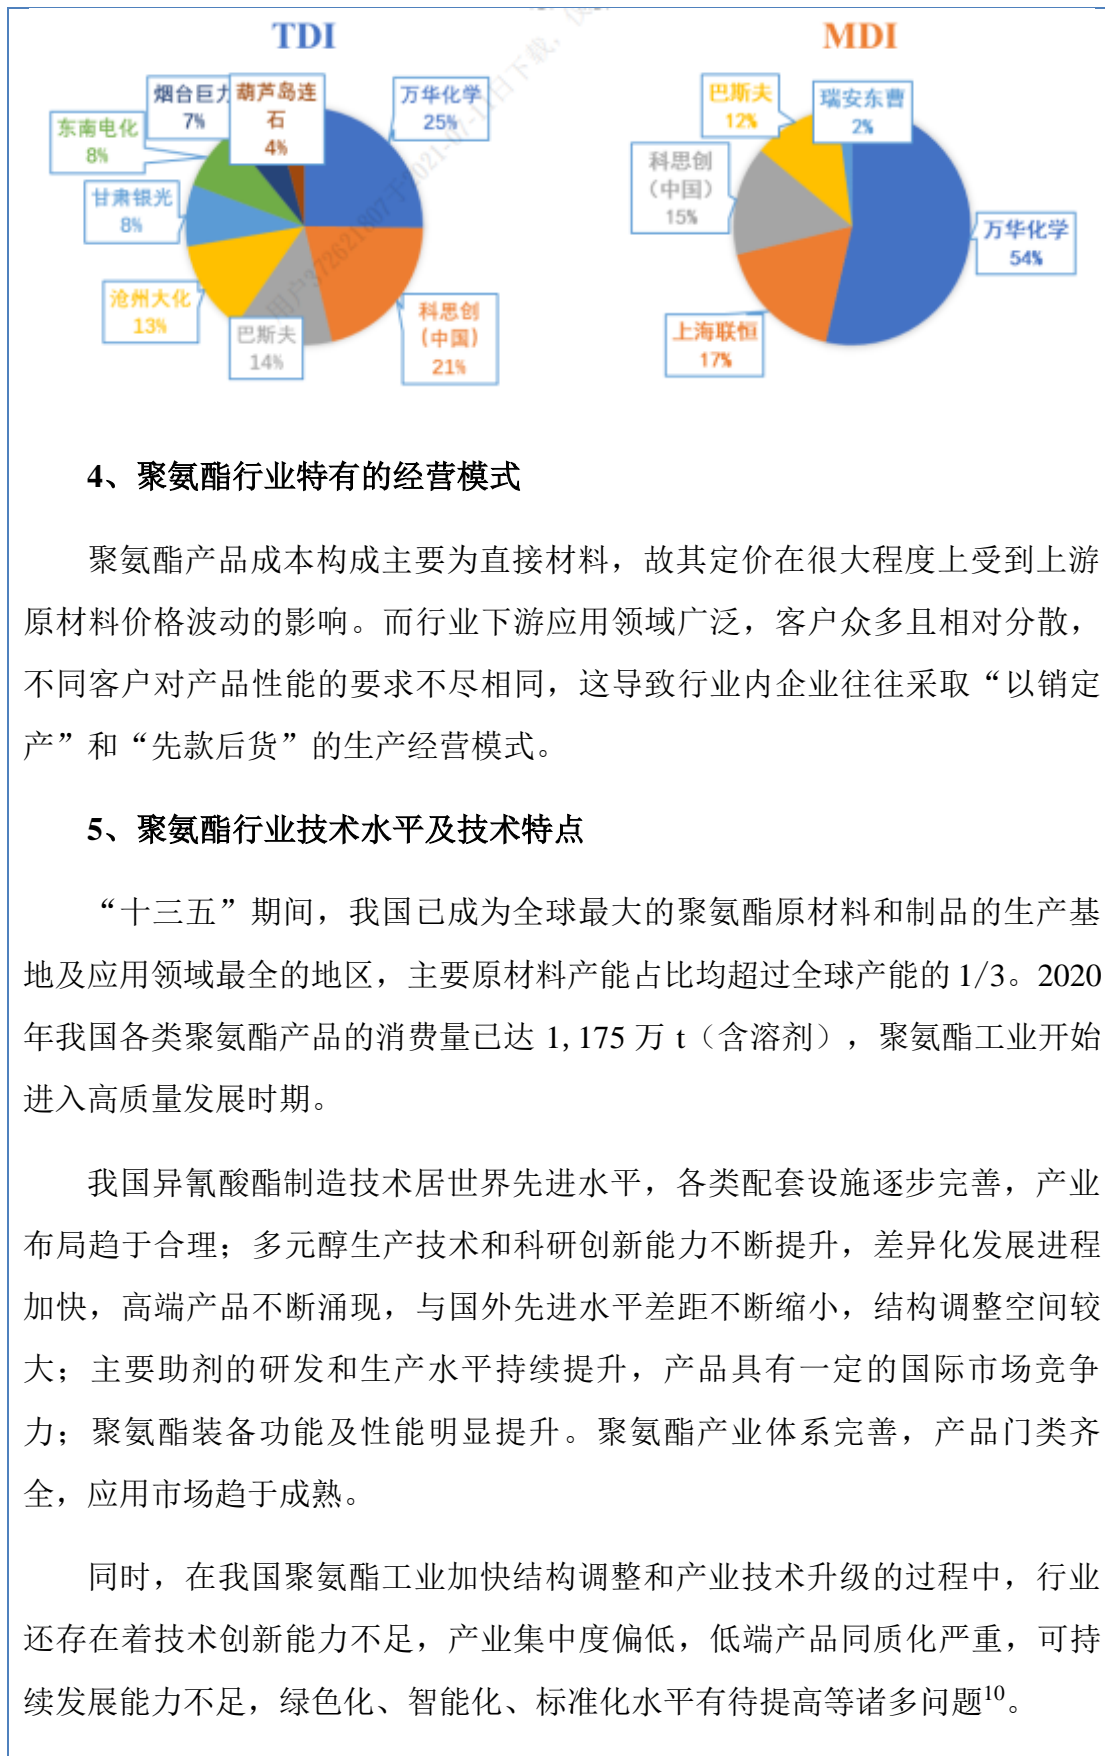 TDI
MDI
烟台巨力
7%
葫芦岛连
石
4%
万华化学
25%
东南电化
8%
甘肃银光
8%
沧州大化
13%
巴斯夫
14%
科思创
（中国）
21%
巴斯夫
12%
瑞安东曹
2%
科思创
（中国）
15%
万华化学
54%
上海联恒
17%
4、聚氨酯行业特有的经营模式
聚氨酯产品成本构成主要为直接材料，故其定价在很大程度上受到上游
原材料价格波动的影响。而行业下游应用领域广泛，客户众多且相对分散，
不同客户对产品性能的要求不尽相同，这导致行业内企业往往采取“以销定
产”和“先款后货”的生产经营模式。
5、聚氨酯行业技术水平及技术特点
“十三五”期间，我国已成为全球最大的聚氨酯原材料和制品的生产基
地及应用领域最全的地区，主要原材料产能占比均超过全球产能的 1/3。2020
年我国各类聚氨酯产品的消费量已达 1,175 万 t（含溶剂），聚氨酯工业开始
进入高质量发展时期。
我国异氰酸酯制造技术居世界先进水平，各类配套设施逐步完善，产业
布局趋于合理；多元醇生产技术和科研创新能力不断提升，差异化发展进程
加快，高端产品不断涌现，与国外先进水平差距不断缩小，结构调整空间较
大；主要助剂的研发和生产水平持续提升，产品具有一定的国际市场竞争
力；聚氨酯装备功能及性能明显提升。聚氨酯产业体系完善，产品门类齐
全，应用市场趋于成熟。
同时，在我国聚氨酯工业加快结构调整和产业技术升级的过程中，行业
还存在着技术创新能力不足，产业集中度偏低，低端产品同质化严重，可持
续发展能力不足，绿色化、智能化、标准化水平有待提高等诸多问题10。